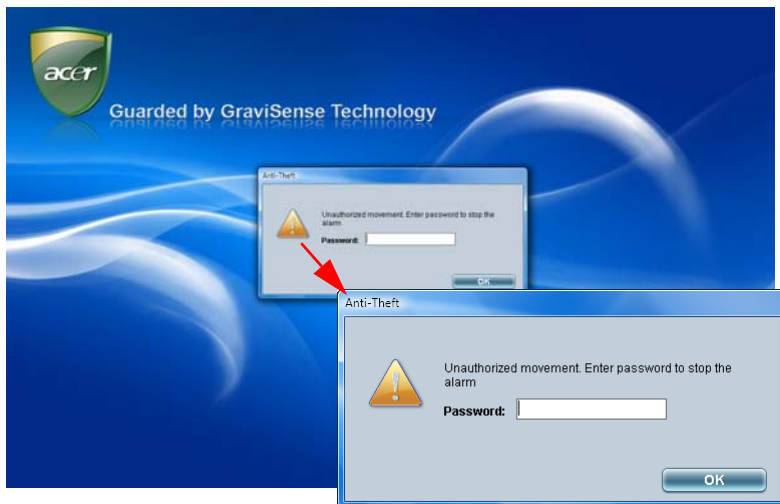 acer
Guarded by GraviSense Technology
Anti-Theft
Unauthorized movement. Enter password to stop the
alarm
Password:
OK
Anti-Theft
Unauthorized movement. Enter password to stop the
alarm
Password:
OK